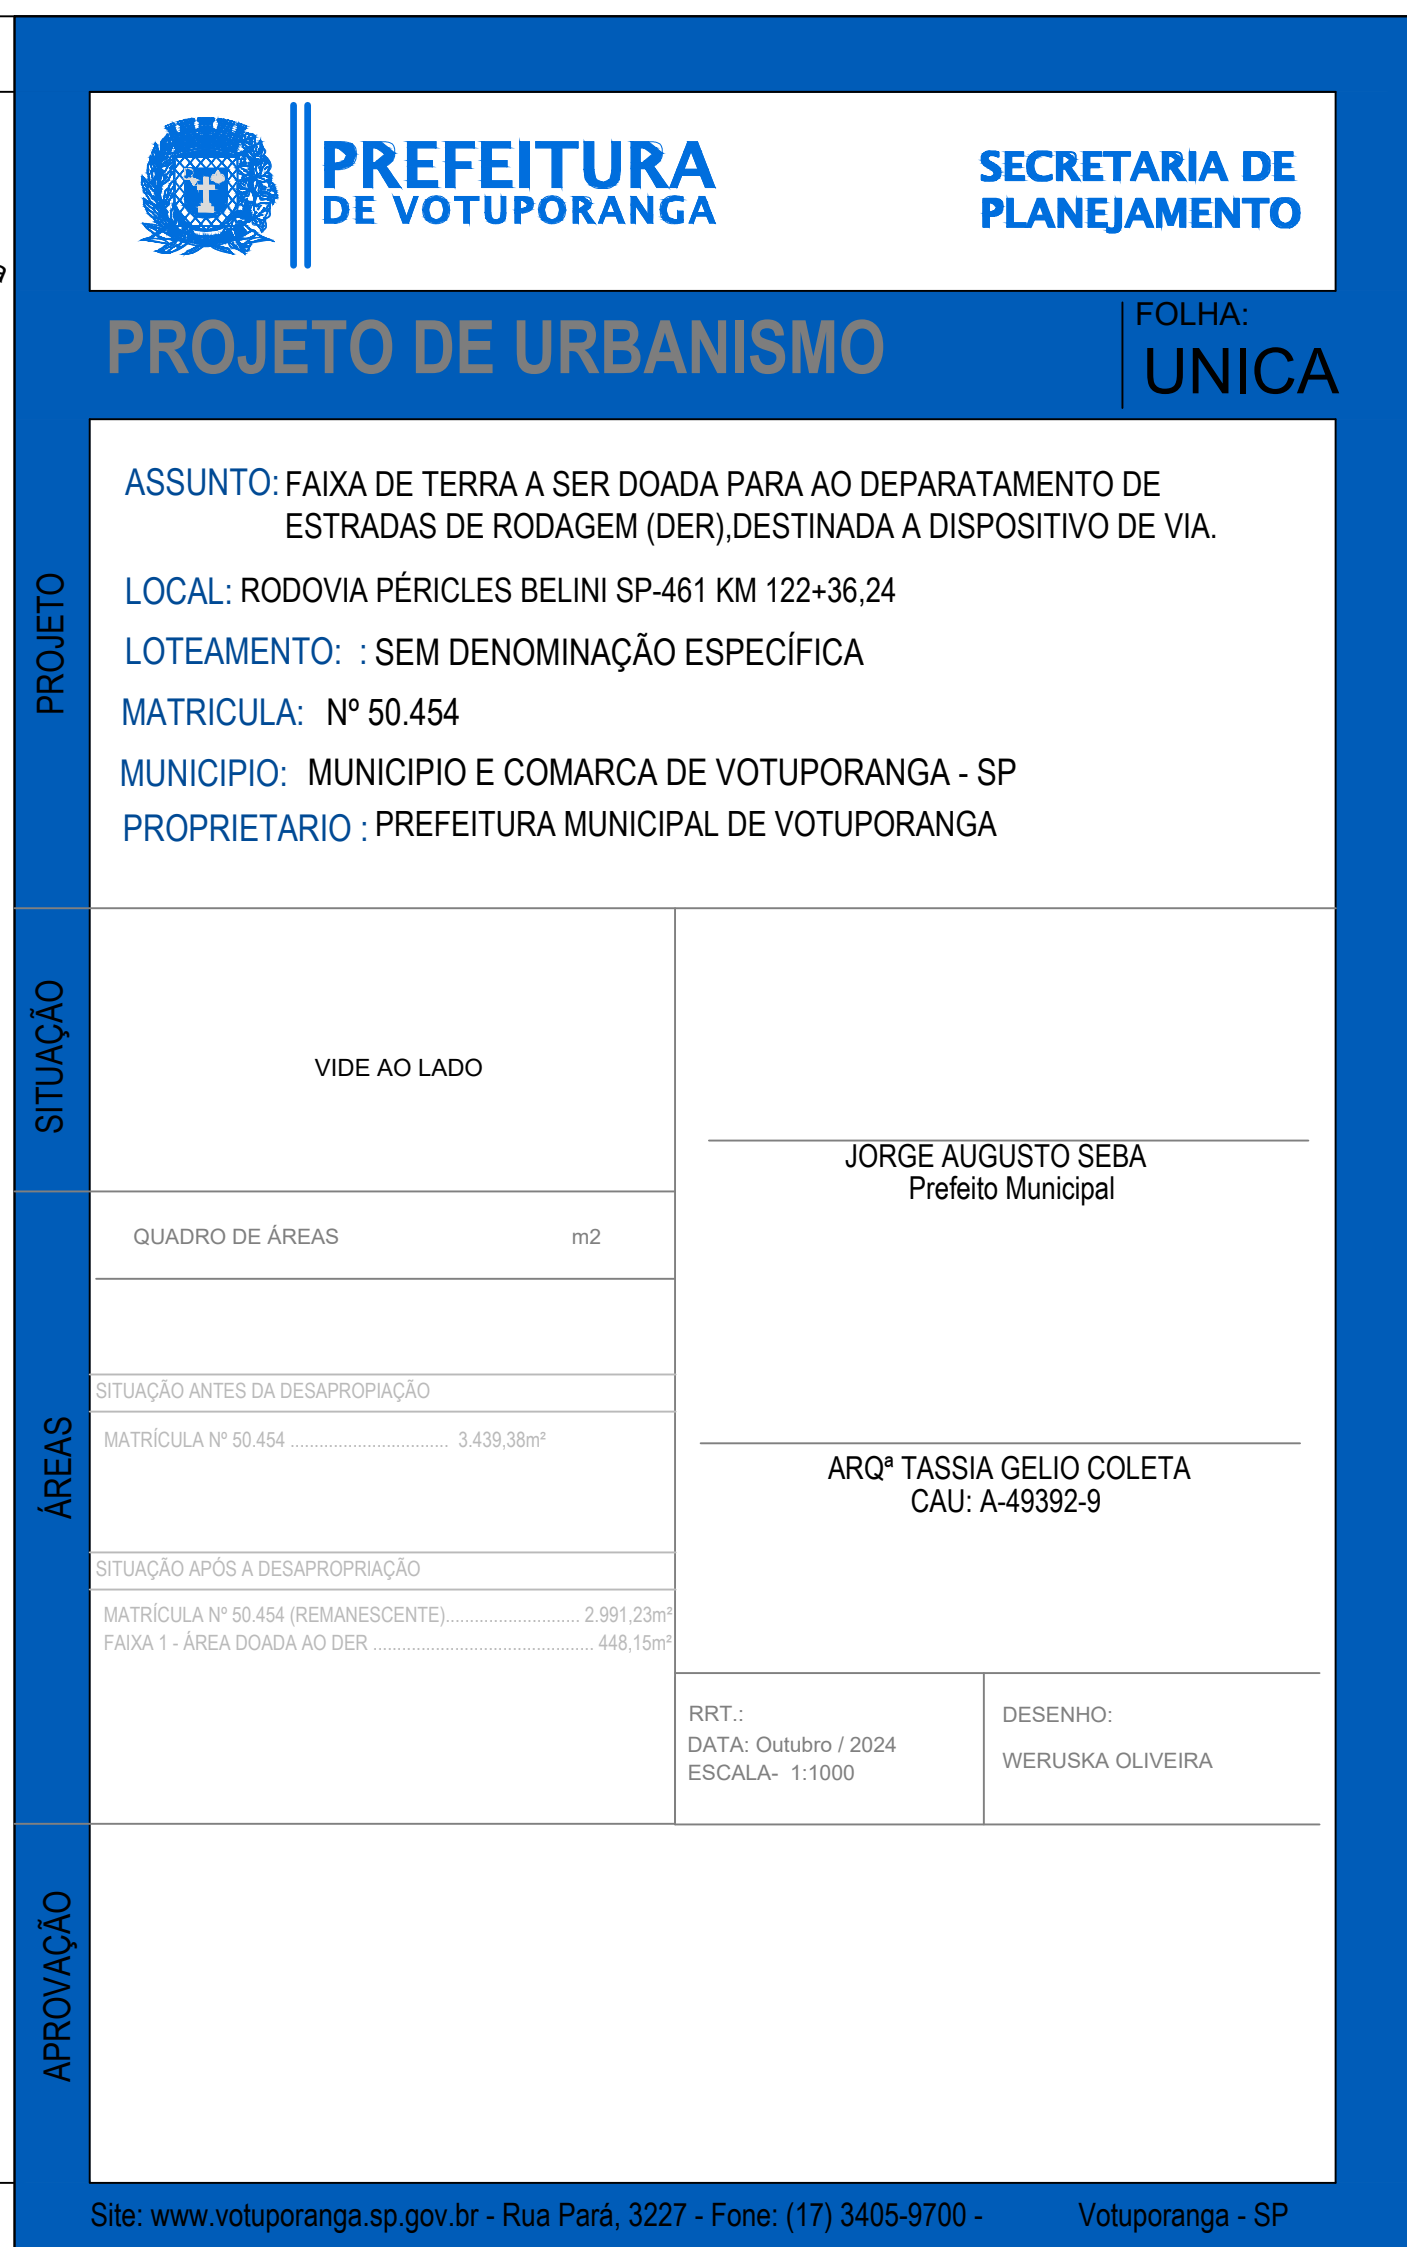 PREFEITURA
DE VOTUPORANGA
SECRETARIA DE
PLANEJAMENTO
PROJETO DE URBANISMO
FOLHA:
UNICA
PROJETO
ASSUNTO: FAIXA DE TERRA A SER DOADA PARA AO DEPARATAMENTO DE
ESTRADAS DE RODAGEM (DER),DESTINADA A DISPOSITIVO DE VIA.
LOCAL: RODOVIA PÉRICLES BELINI SP-461 KM 122+36,24
LOTEAMENTO: : SEM DENOMINAÇÃO ESPECÍFICA
MATRICULA: Nº 50.454
MUNICIPIO: MUNICIPIO E COMARCA DE VOTUPORANGA - SP
PROPRIETARIO : PREFEITURA MUNICIPAL DE VOTUPORANGA
SITUAÇÃO
VIDE AO LADO
JORGE AUGUSTO SEBA
Prefeito Municipal
ÁREAS
QUADRO DE ÁREAS m2
SITUAÇÃO ANTES DA DESAPROPIAÇÃO
MATRÍCULA Nº 50.454 ................................. 3.439,38m²
ARQª TASSIA GELIO COLETA
CAU: A-49392-9
SITUAÇÃO APÓS A DESAPROPRIAÇÃO
MATRÍCULA Nº 50.454 (REMANESCENTE)............................ 2.991,23m²
FAIXA 1 - ÁREA DOADA AO DER .............................................. 448,15m²
RRT.:
DATA: Outubro / 2024
ESCALA- 1:1000
DESENHO:
WERUSKA OLIVEIRA
APROVAÇÃO
Site: www.votuporanga.sp.gov.br - Rua Pará, 3227 - Fone: (17) 3405-9700 - Votuporanga - SP